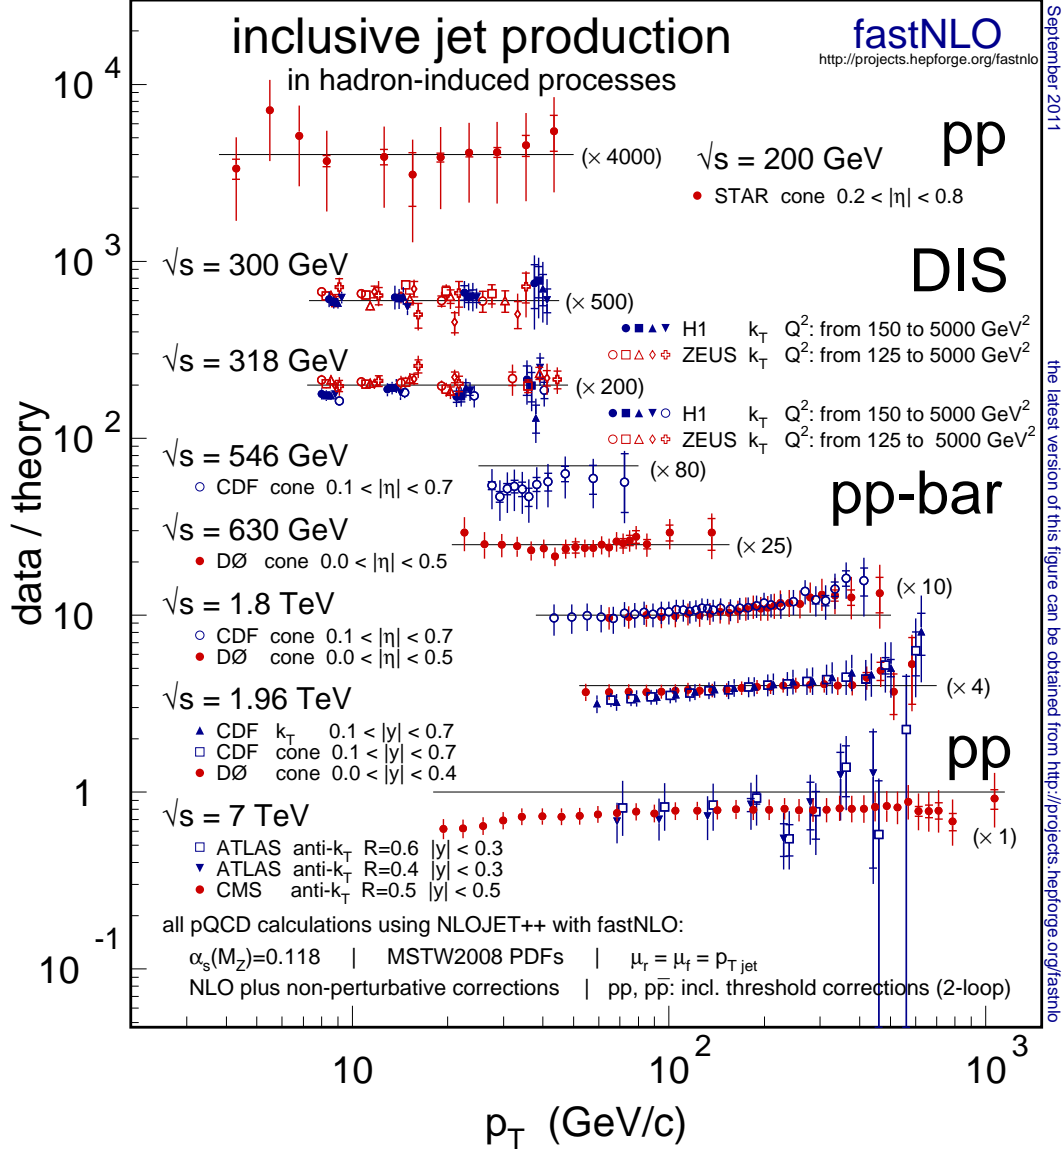 inclusive jet production
in hadron-induced processes
fastNLO
http://projects.hepforge.org/fastnlo
September 2011
the latest version of this figure can be obtained from http://projects.hepforge.org/fastnlo
data / theory
10⁴
10³
10²
10
1
10⁻¹
pp
(× 4000)
√s = 200 GeV
STAR cone 0.2 < |η| < 0.8
DIS
√s = 300 GeV
(× 500)
H1 k_T Q²: from 150 to 5000 GeV²
ZEUS k_T Q²: from 125 to 5000 GeV²
√s = 318 GeV
(× 200)
H1 k_T Q²: from 150 to 5000 GeV²
ZEUS k_T Q²: from 125 to 5000 GeV²
pp-bar
√s = 546 GeV
(× 80)
CDF cone 0.1 < |η| < 0.7
√s = 630 GeV
(× 25)
DØ cone 0.0 < |η| < 0.5
√s = 1.8 TeV
(× 10)
CDF cone 0.1 < |η| < 0.7
DØ cone 0.0 < |η| < 0.5
√s = 1.96 TeV
(× 4)
CDF k_T 0.1 < |y| < 0.7
CDF cone 0.1 < |y| < 0.7
DØ cone 0.0 < |y| < 0.4
pp
√s = 7 TeV
(× 1)
ATLAS anti-k_T R=0.6 |y| < 0.3
ATLAS anti-k_T R=0.4 |y| < 0.3
CMS anti-k_T R=0.5 |y| < 0.5
all pQCD calculations using NLOJET++ with fastNLO:
α_s(M_Z)=0.118 | MSTW2008 PDFs | μ_r = μ_f = p_T jet
NLO plus non-perturbative corrections | pp, pp̅: incl. threshold corrections (2-loop)
10 10² 10³
p_T (GeV/c)